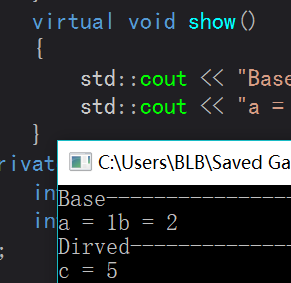 virtual void show()
{
std::cout << "Base
std::cout << "a =
}
rivat
in
in
;
C:\Users\BLB\Saved Ga
Base-----------------
a = 1b = 2
Dirved---------------
c = 5